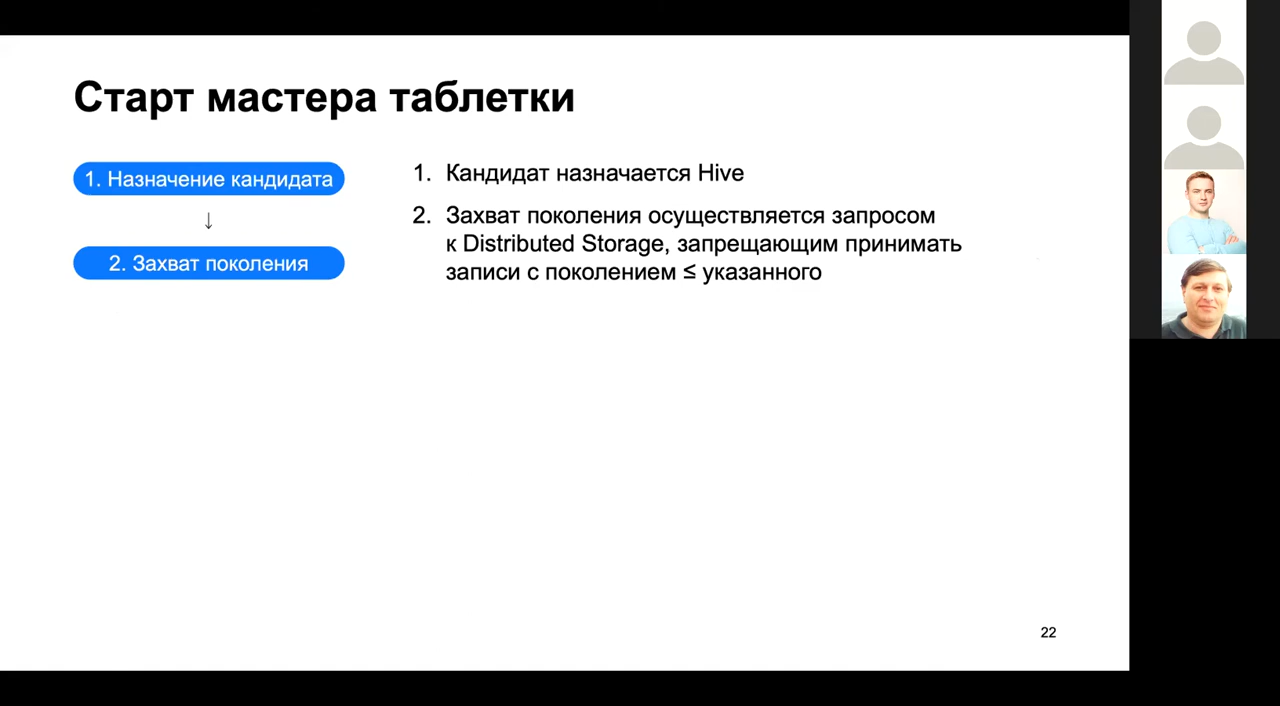 Старт мастера таблетки
1. Назначение кандидата
↓
2. Захват поколения
1. Кандидат назначается Hive
2. Захват поколения осуществляется запросом
к Distributed Storage, запрещающим принимать
записи с поколением ≤ указанного
22